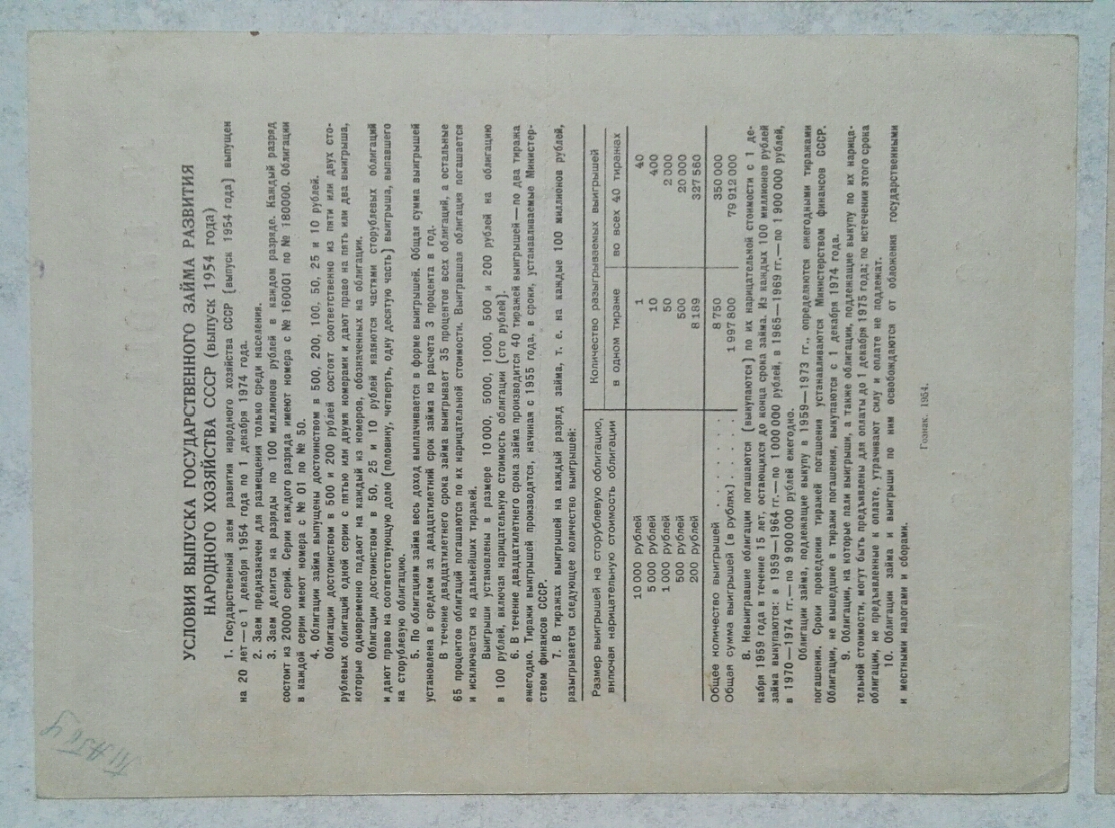 УСЛОВИЯ ВЫПУСКА ГОСУДАРСТВЕННОГО ЗАЙМА РАЗВИТИЯ
НАРОДНОГО ХОЗЯЙСТВА СССР (выпуск 1954 года)
1. Государственный заем развития народного хозяйства СССР (выпуск 1954 года) выпущен
на 20 лет — с 1 декабря 1954 года по 1 декабря 1974 года.
2. Заем предназначен для размещения только среди населения.
3. Заем делится на разряды по 100 миллионов рублей в каждом разряде. Каждый разряд
состоит из 20000 серий. Серии каждого разряда имеют номера с № 160001 по № 180000. Облигации
в каждой серии имеют номера с № 01 по № 50.
4. Облигации займа выпущены достоинством в 500, 200, 100, 50, 25 и 10 рублей.
Облигации достоинством в 500 и 200 рублей состоят соответственно из пяти или двух сто-
рублевых облигаций одной серии с пятью или двумя номерами и дают право на пять или два выигрыша,
которые одновременно падают на каждый из номеров, обозначенных на облигации.
Облигации достоинством в 50, 25 и 10 рублей являются частями сторублевых облигаций
и дают право на соответствующую долю (половину, четверть, одну десятую часть) выигрыша, выпавшего
на сторублевую облигацию.
5. По облигациям займа весь доход выплачивается в форме выигрышей. Общая сумма выигрышей
установлена в среднем за двадцатилетний срок займа из расчета 3 процента в год.
В течение двадцатилетнего срока займа выигрывает 35 процентов всех облигаций, а остальные
65 процентов облигаций погашаются по их нарицательной стоимости. Выигравшая облигация погашается
и исключается из дальнейших тиражей.
Выигрыши установлены в размере 10 000, 5000, 1000, 500 и 200 рублей на облигацию
в 100 рублей, включая нарицательную стоимость облигации (сто рублей).
6. В течение двадцатилетнего срока займа производится 40 тиражей выигрышей — по два тиража
ежегодно. Тиражи выигрышей производятся, начиная с 1955 года, в сроки, устанавливаемые Министер-
ством финансов СССР.
7. В тиражах выигрышей на каждый разряд займа, т. е. на каждые 100 миллионов рублей,
разыгрывается следующее количество выигрышей:
Размер выигрышей на сторублевую облигацию, включая нарицательную стоимость облигации
Количество разыгрываемых выигрышей
в одном тираже во всех 40 тиражах
10 000 рублей 1 40
5 000 рублей 10 400
1 000 рублей 50 2 000
500 рублей 500 20 000
200 рублей 8 189 327 560
Общее количество выигрышей . . . . . . 8 750 350 000
Общая сумма выигрышей (в рублях) . . . . . 1 997 800 79 912 000
8. Невыигравшие облигации погашаются (выкупаются) по их нарицательной стоимости с 1 де-
кабря 1959 года в течение 15 лет, остающихся до конца срока займа. Из каждых 100 миллионов рублей
займа выкупаются: в 1959—1964 гг.— по 1 000 000 рублей, в 1965—1969 гг.— по 1 900 000 рублей,
в 1970—1974 гг.— по 9 900 000 рублей ежегодно.
Облигации займа, подлежащие выкупу в 1959—1973 гг., определяются ежегодными тиражами
погашения. Сроки проведения тиражей погашения устанавливаются Министерством финансов СССР.
Облигации, не вышедшие в тиражи погашения, выкупаются с 1 декабря 1974 года.
9. Облигации, на которые пали выигрыши, а также облигации, подлежащие выкупу по их нарица-
тельной стоимости, могут быть предъявлены для оплаты до 1 декабря 1975 года; по истечении этого срока
облигации, не предъявленные к оплате, утрачивают силу и оплате не подлежат.
10. Облигации займа и выигрыши по ним освобождаются от обложения государственными
и местными налогами и сборами.
Гознак. 1954.